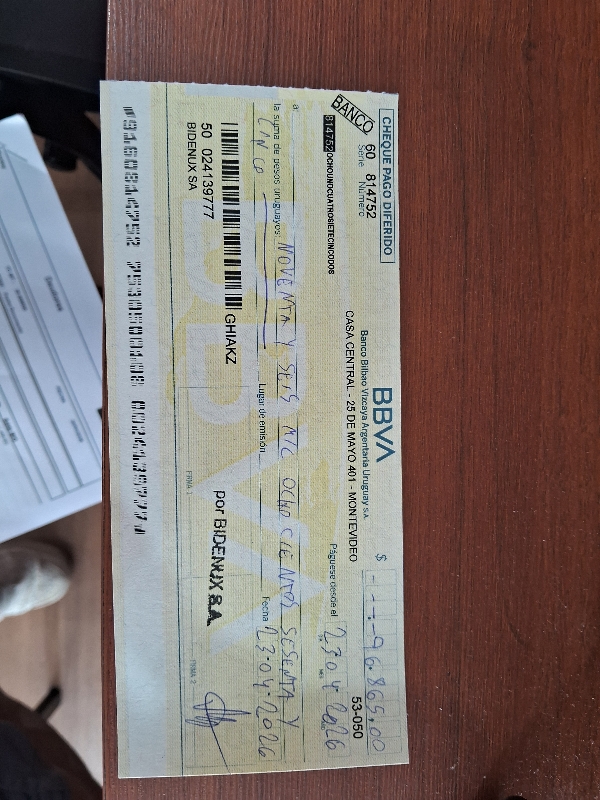 CHEQUE PAGO DIFERIDO
BBVA
Banco Bilbao Vizcaya Argentaria Uruguay S.A.
CASA CENTRAL - 25 DE MAYO 401 - MONTEVIDEO
$ 96.865,00
53-050
BANCO
60 814752
Serie Número
Páguese desde el 23 04 2026
814752OCHOUNOCUATROSIETECINCODOS
a:
la suma de pesos uruguayos: NOVENTA Y SEIS MIL OCHOCIENTOS SESENTA Y
CINCO
Lugar de emisión Fecha 23-04-2026
GHIAKZ
50 024139777
BIDENUX SA
por BIDENUX S.A.
FIRMA 1
FIRMA 2